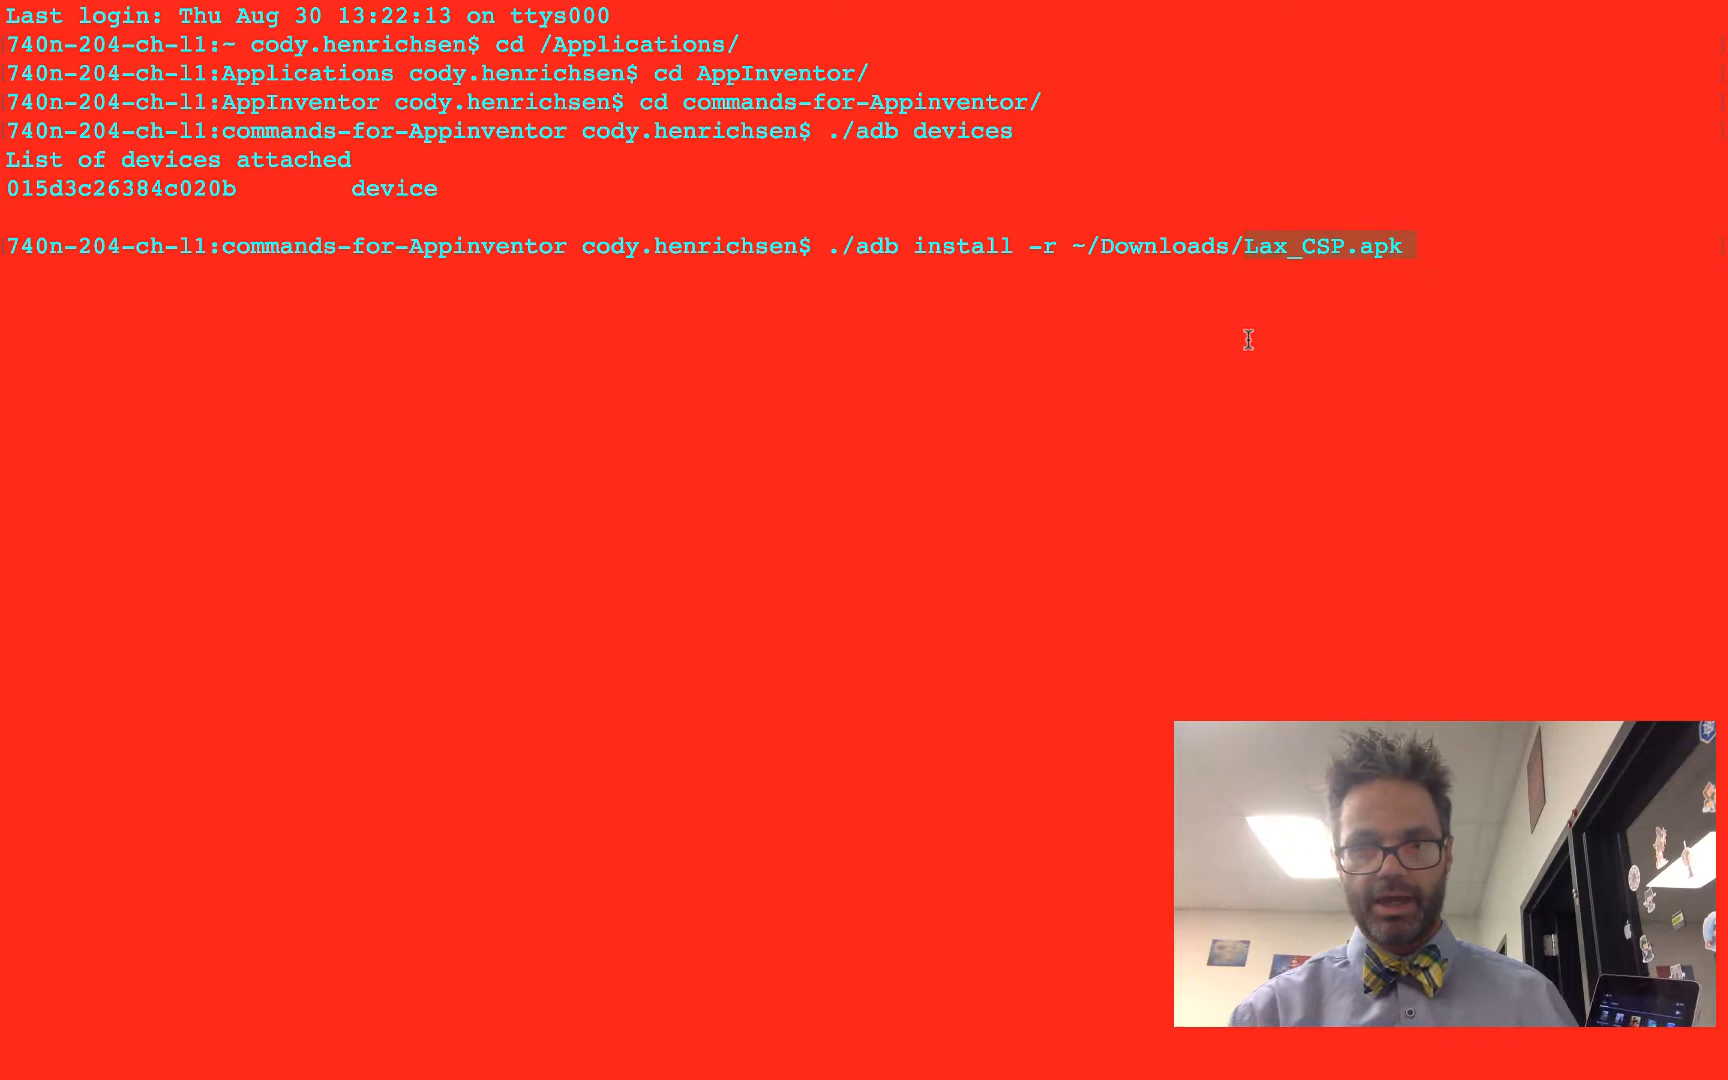 Last login: Thu Aug 30 13:22:13 on ttys000
740n-204-ch-l1:~ cody.henrichsen$ cd /Applications/
740n-204-ch-l1:Applications cody.henrichsen$ cd AppInventor/
740n-204-ch-l1:AppInventor cody.henrichsen$ cd commands-for-Appinventor/
740n-204-ch-l1:commands-for-Appinventor cody.henrichsen$ ./adb devices
List of devices attached
015d3c26384c020b device
740n-204-ch-l1:commands-for-Appinventor cody.henrichsen$ ./adb install -r ~/Downloads/Lax_CSP.apk